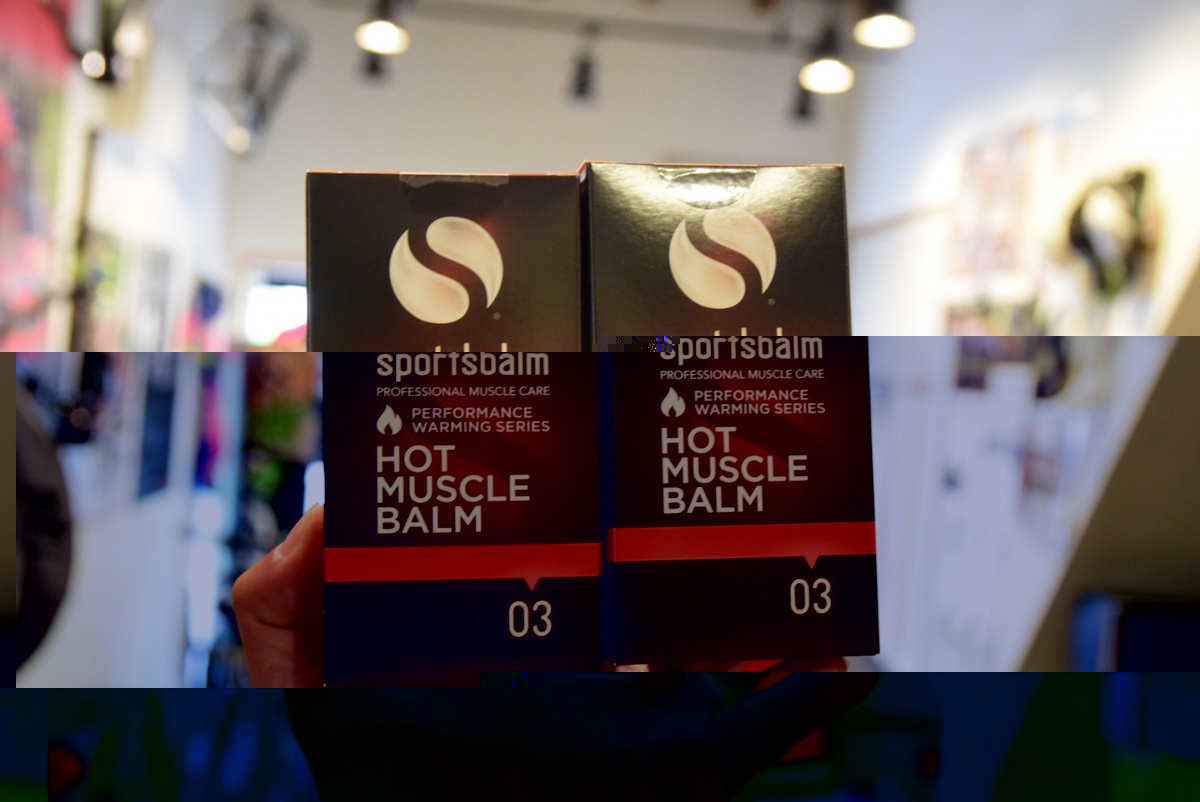 sportsbalm
PROFESSIONAL MUSCLE CARE
PERFORMANCE
WARMING SERIES
HOT
MUSCLE
BALM
03
sportsbalm
PROFESSIONAL MUSCLE CARE
PERFORMANCE
WARMING SERIES
HOT
MUSCLE
BALM
03